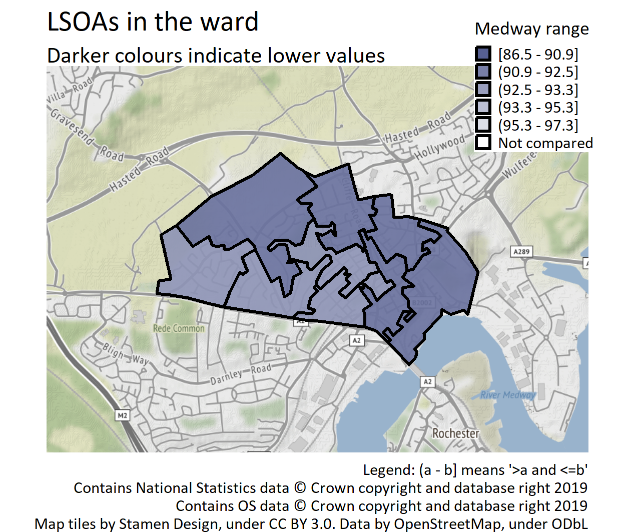 LSOAs in the ward
Darker colours indicate lower values
Medway range
[86.5 - 90.9]
(90.9 - 92.5]
(92.5 - 93.3]
(93.3 - 95.3]
(95.3 - 97.3]
Not compared
Villa Road
Gravesend Road
Hasted Road
Hasted Road
Hollywood
Wulfere
A289
Rede Common
A2
A2
Bligh Way
Darnley Road
A2
M2
River Medway
Rochester
Legend: (a - b] means '>a and <=b'
Contains National Statistics data © Crown copyright and database right 2019
Contains OS data © Crown copyright and database right 2019
Map tiles by Stamen Design, under CC BY 3.0. Data by OpenStreetMap, under ODbL